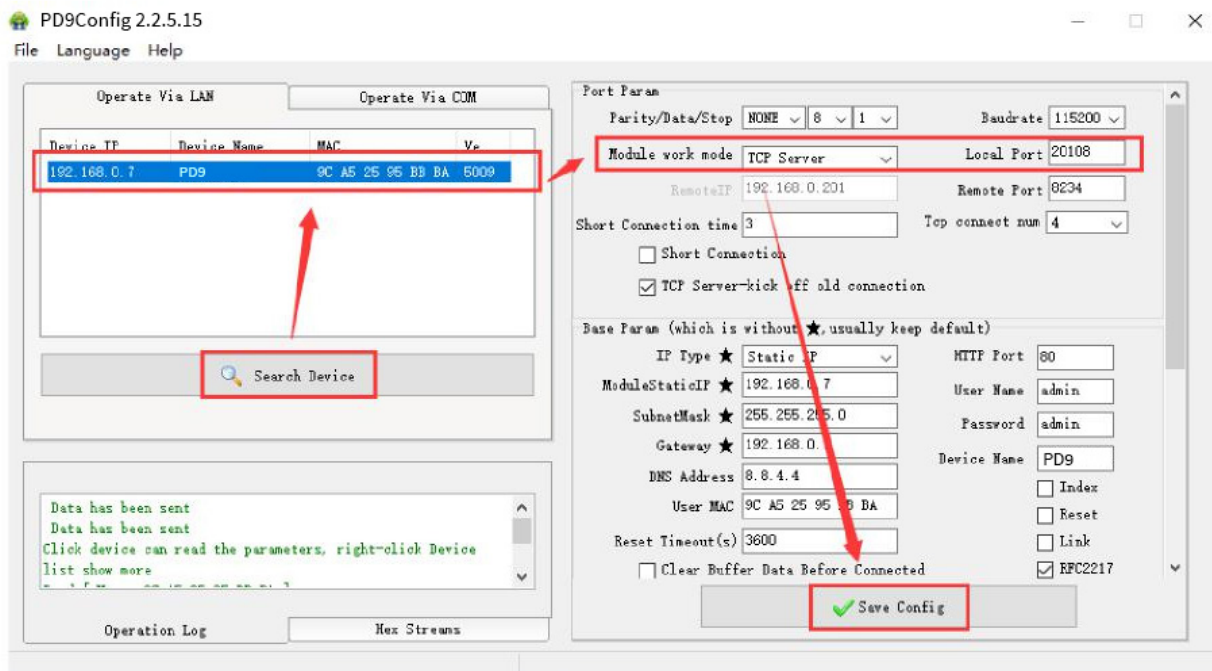 PD9Config 2.2.5.15
File Language Help
Operate Via LAN
Operate Via COM
Device IP Device Name MAC Ve
192.168.0.7 PD9 9C A5 25 95 BB BA 5009
Search Device
Data has been sent
Data has been sent
Click device can read the parameters, right-click Device
list show more
Operation Log
Hex Streams
Port Param
Parity/Data/Stop NONE 8 1 Baudrate 115200
Module work mode TCP Server Local Port 20108
RemoteIP 192.168.0.201 Remote Port 8234
Short Connection time 3 Tcp connect num 4
Short Connection
TCP Server-kick off old connection
Base Param (which is without ★, usually keep default)
IP Type ★ Static IP HTTP Port 80
ModuleStaticIP ★ 192.168.0.7 User Name admin
SubnetMask ★ 255.255.255.0 Password admin
Gateway ★ 192.168.0.
Device Name PD9
DNS Address 8.8.4.4
Index
User MAC 9C A5 25 95 BB BA
Reset
Reset Timeout(s) 3600
Link
Clear Buffer Data Before Connected
RFC2217
Save Config